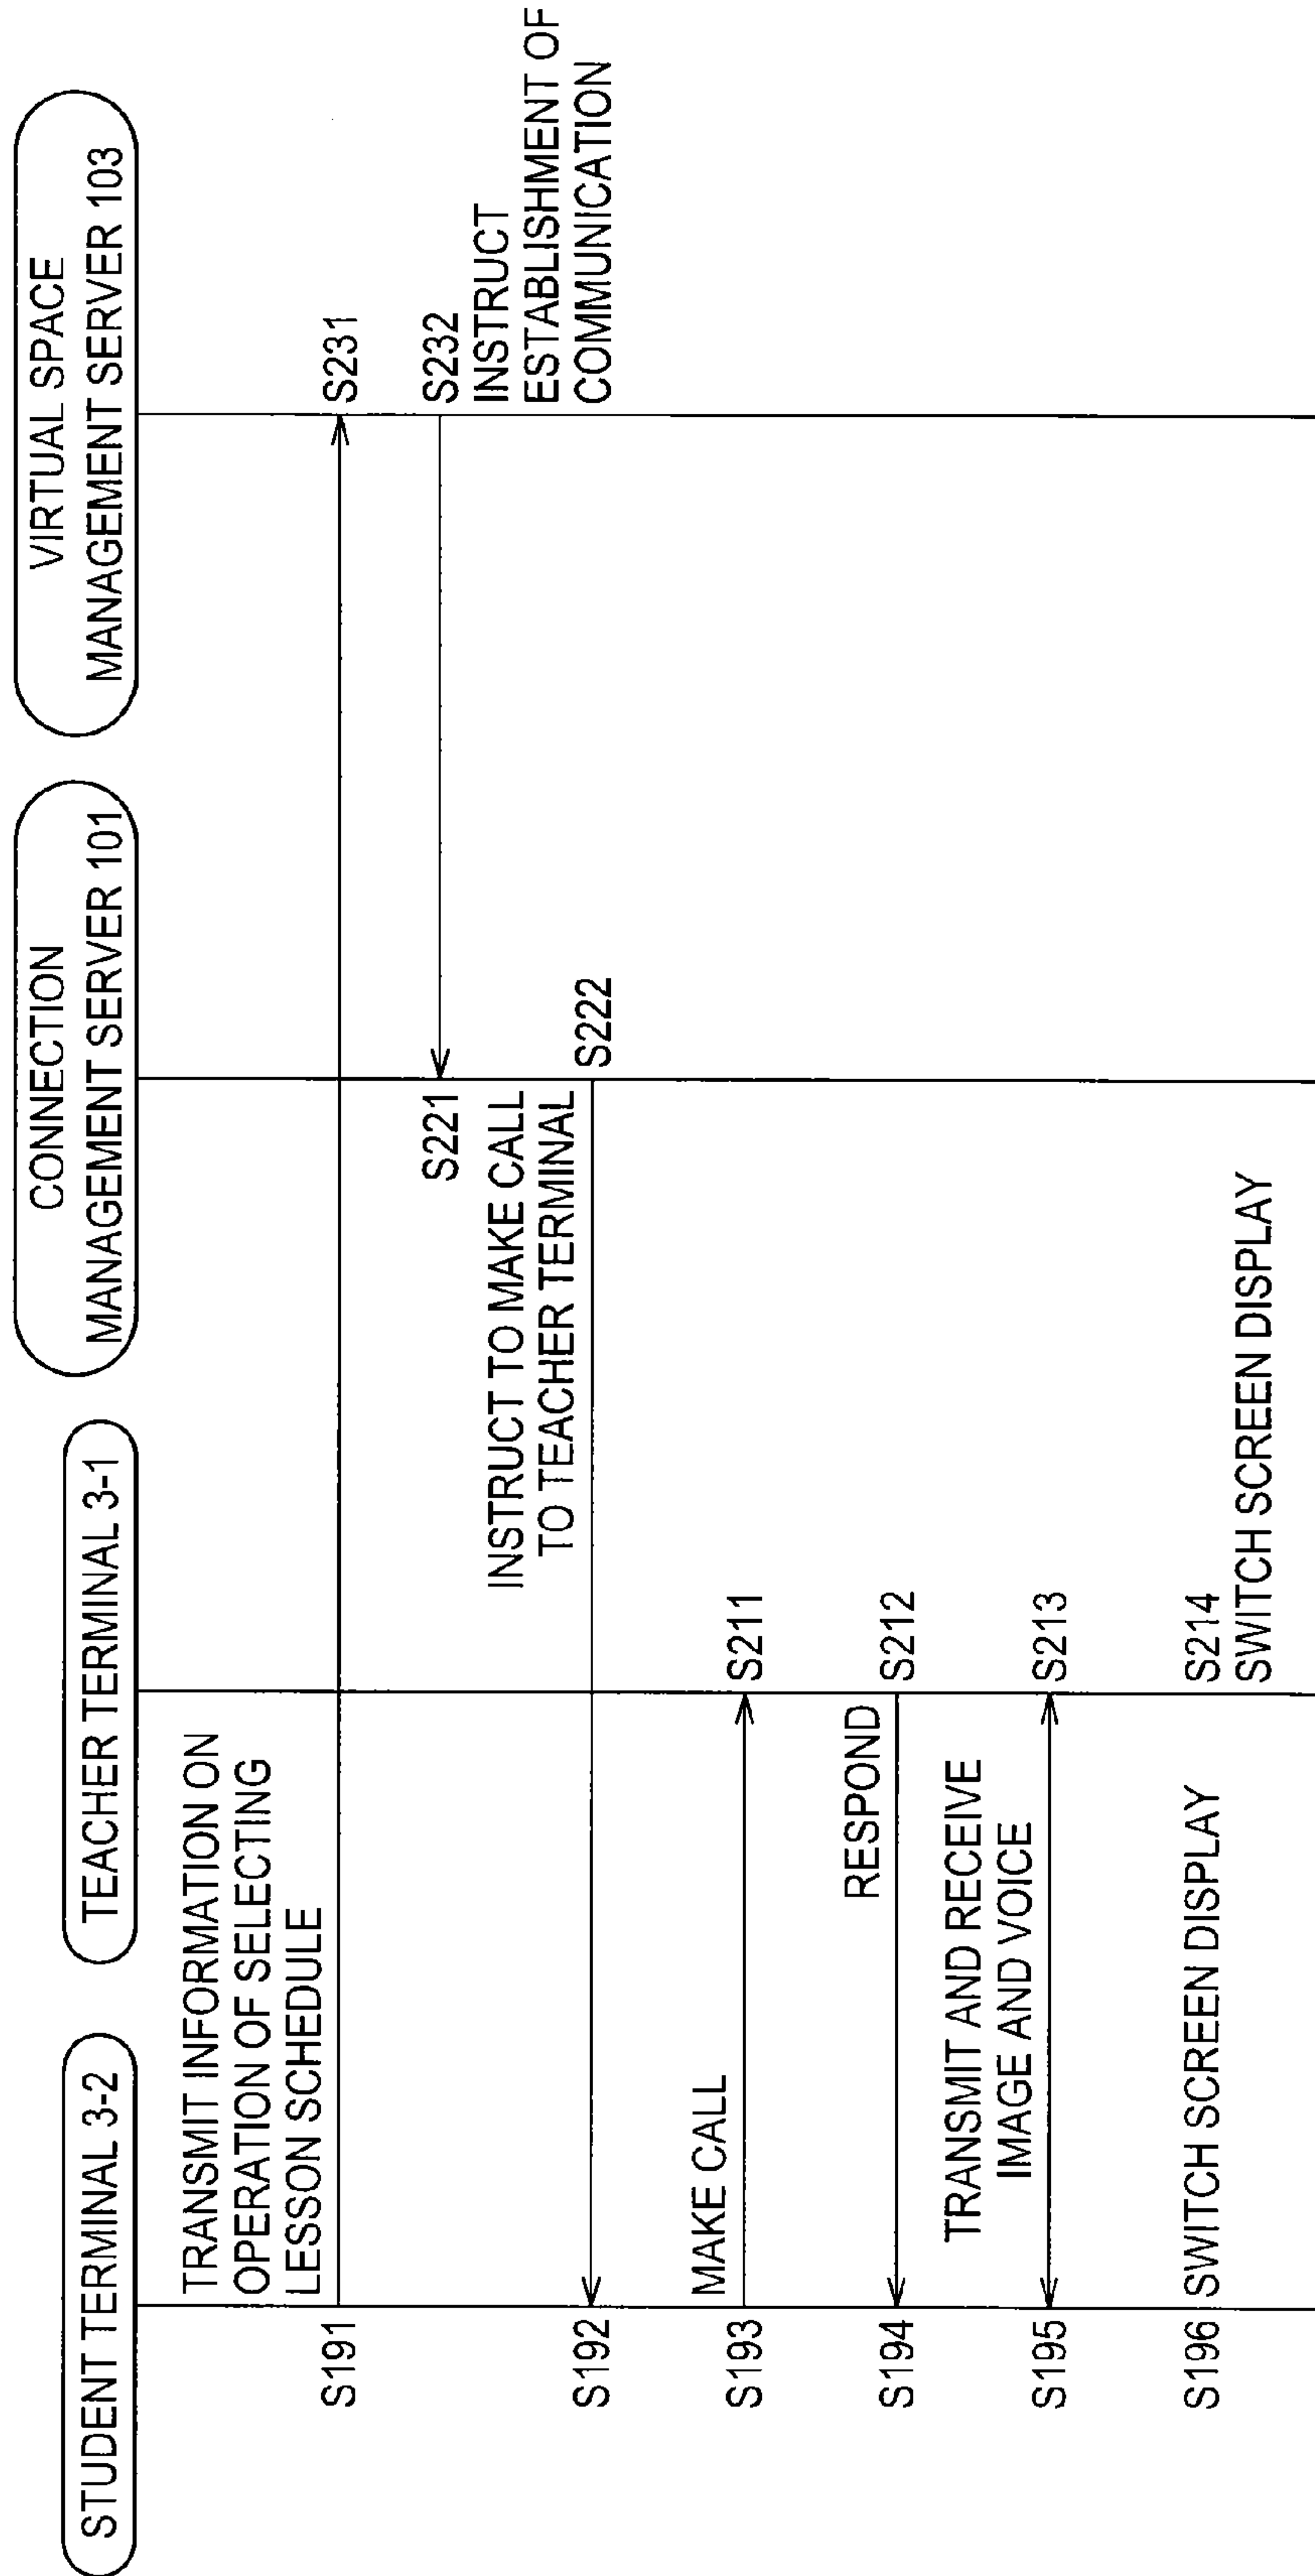 STUDENT TERMINAL 3-2
TEACHER TERMINAL 3-1
CONNECTION
MANAGEMENT SERVER 101
VIRTUAL SPACE
MANAGEMENT SERVER 103
TRANSMIT INFORMATION ON
OPERATION OF SELECTING
LESSON SCHEDULE
S191
S231
S221
S232
INSTRUCT
ESTABLISHMENT OF
COMMUNICATION
INSTRUCT TO MAKE CALL
TO TEACHER TERMINAL
S192
S222
MAKE CALL
S193
S211
RESPOND
S194
S212
TRANSMIT AND RECEIVE
IMAGE AND VOICE
S195
S213
S196
SWITCH SCREEN DISPLAY
S214
SWITCH SCREEN DISPLAY